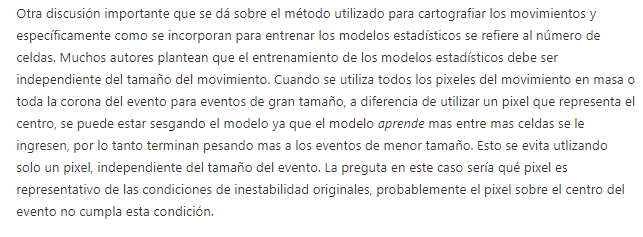 Otra discusión importante que se dá sobre el método utilizado para cartografiar los movimientos y
específicamente como se incorporan para entrenar los modelos estadísticos se refiere al número de
celdas. Muchos autores plantean que el entrenamiento de los modelos estadísticos debe ser
independiente del tamaño del movimiento. Cuando se utiliza todos los pixeles del movimiento en masa o
toda la corona del evento para eventos de gran tamaño, a diferencia de utilizar un pixel que representa el
centro, se puede estar sesgando el modelo ya que el modelo aprende mas entre mas celdas se le
ingresen, por lo tanto terminan pesando mas a los eventos de menor tamaño. Esto se evita utlizando
solo un pixel, independiente del tamaño del evento. La preguta en este caso sería qué pixel es
representativo de las condiciones de inestabilidad originales, probablemente el pixel sobre el centro del
evento no cumpla esta condición.